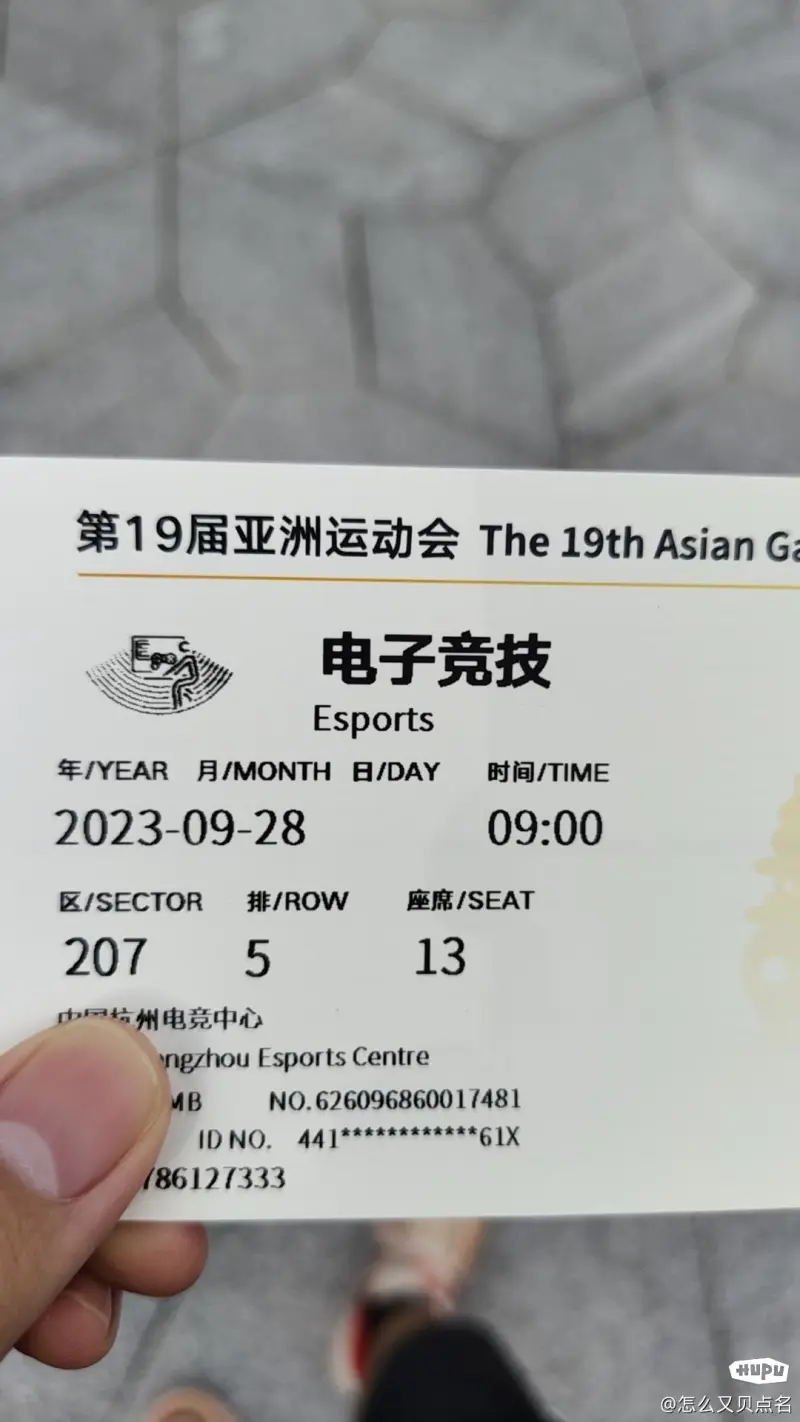 第19届亚洲运动会 The 19th Asian Ga
电子竞技
Esports
年/YEAR 月/MONTH 日/DAY 时间/TIME
2023-09-28 09:00
区/SECTOR 排/ROW 座席/SEAT
207 5 13
中国杭州电竞中心
ngzhou Esports Centre
MB NO.626096860017481
ID NO. 441************61X
786127333
HUPU
@怎么又贝点名